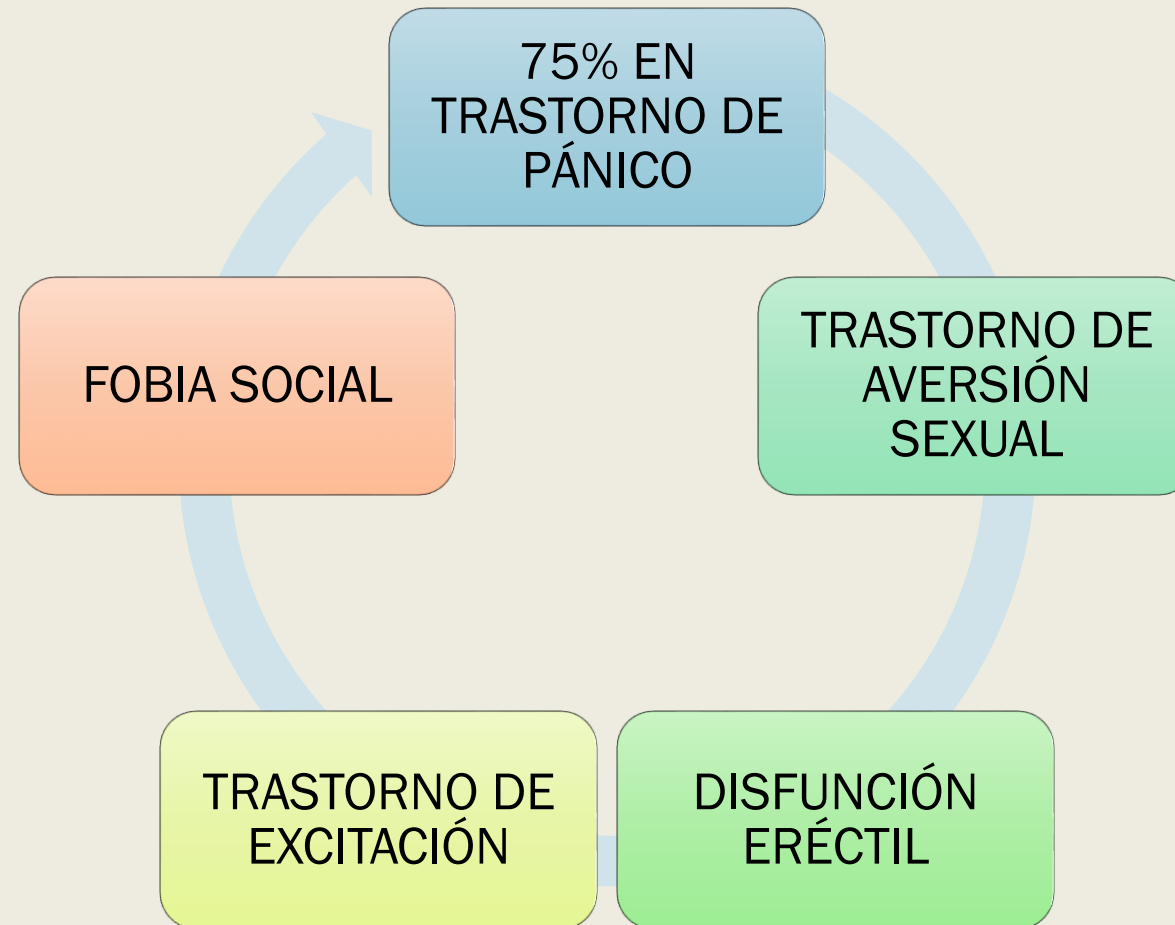 75% EN
TRASTORNO DE
PÁNICO
TRASTORNO DE
AVERSIÓN
SEXUAL
DISFUNCIÓN
ERÉCTIL
TRASTORNO DE
EXCITACIÓN
FOBIA SOCIAL